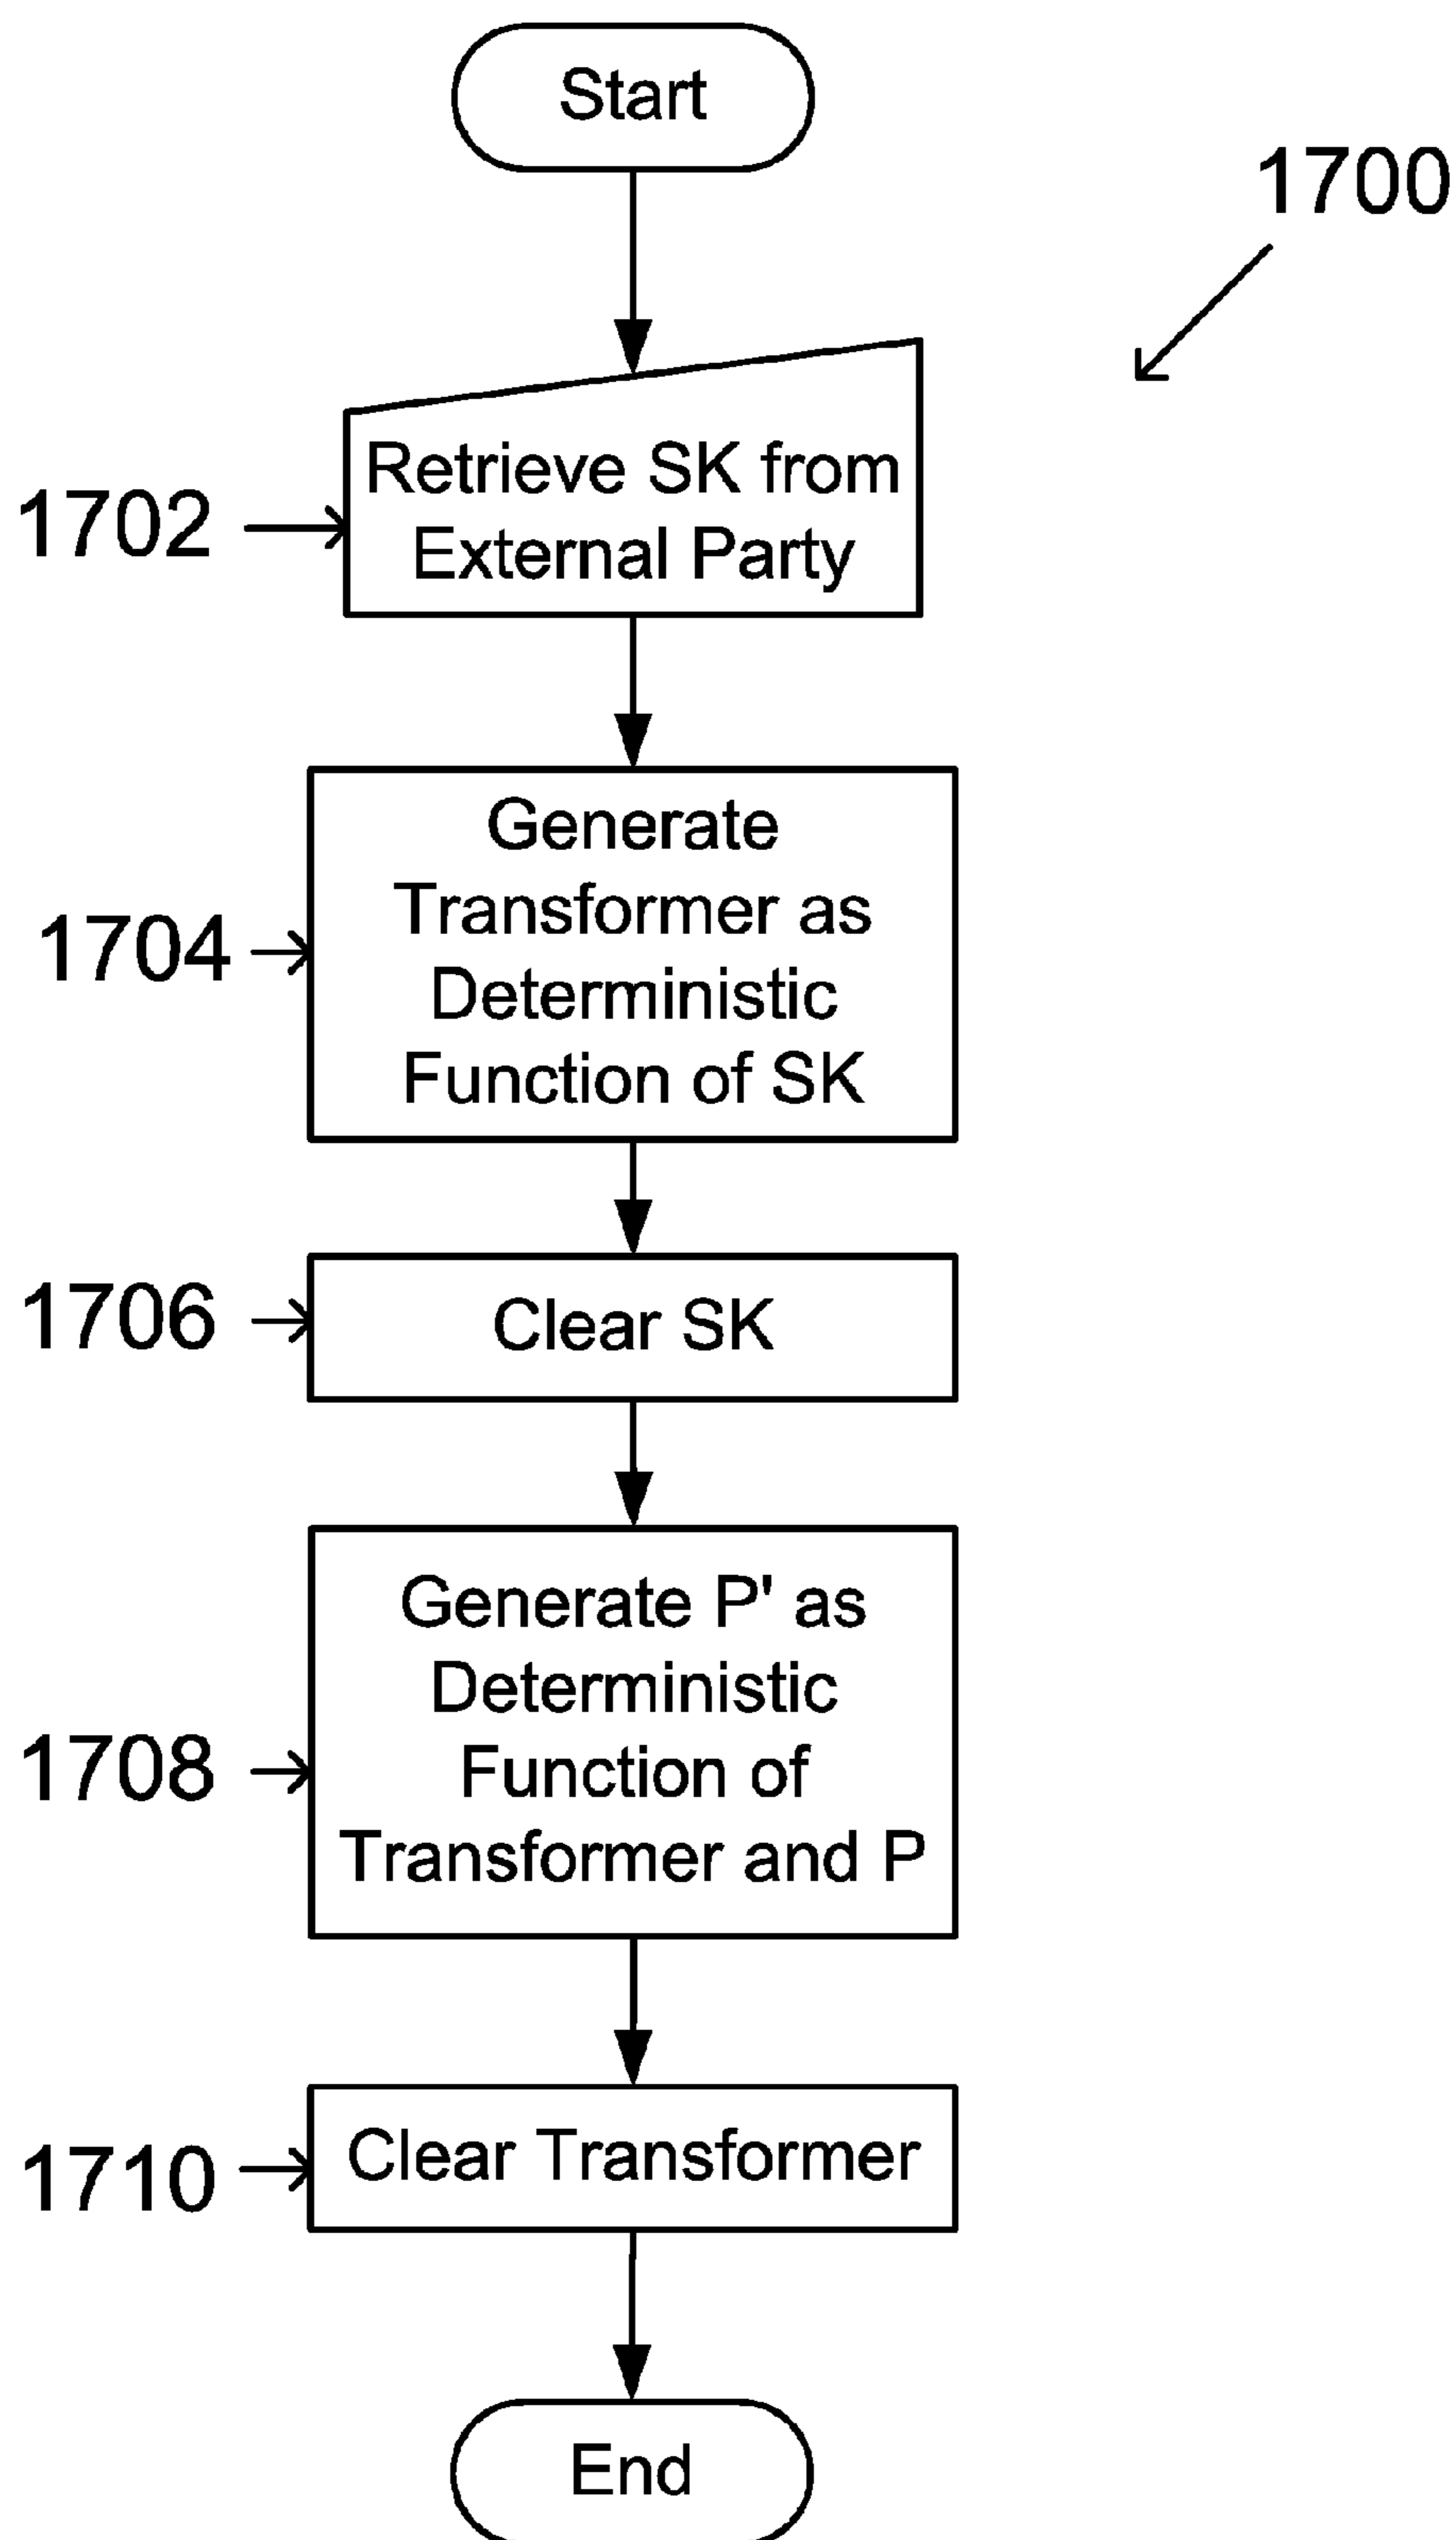 Start
1700
Retrieve SK from
External Party
1702
Generate
Transformer as
Deterministic
Function of SK
1704
Clear SK
1706
Generate P' as
Deterministic
Function of
Transformer and P
1708
Clear Transformer
1710
End